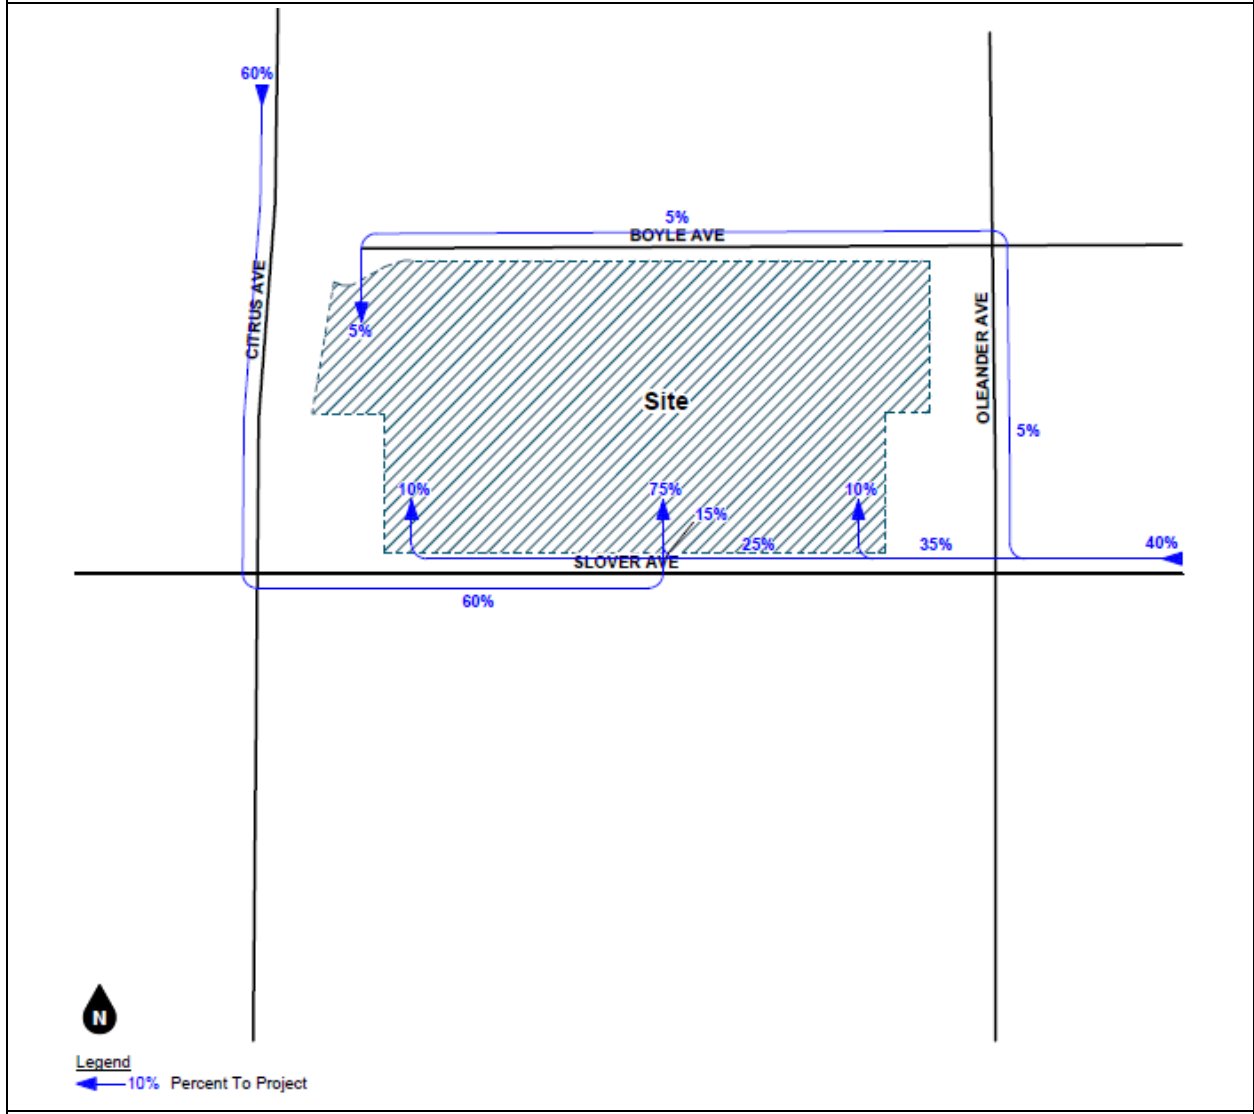 60%
5%
BOYLE AVE
CITRUS AVE
OLEANDER AVE
5%
Site
5%
10%
75%
10%
15%
25%
35%
40%
SLOVER AVE
60%
N
Legend
10% Percent To Project